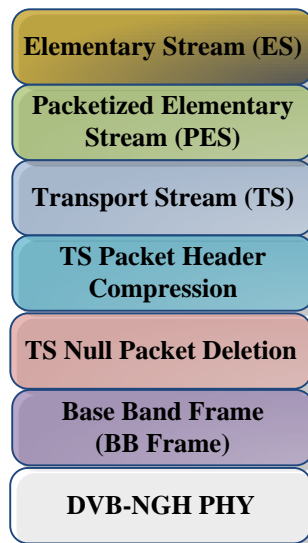 Elementary Stream (ES)
Packetized Elementary
Stream (PES)
Transport Stream (TS)
TS Packet Header
Compression
TS Null Packet Deletion
Base Band Frame
(BB Frame)
DVB-NGH PHY